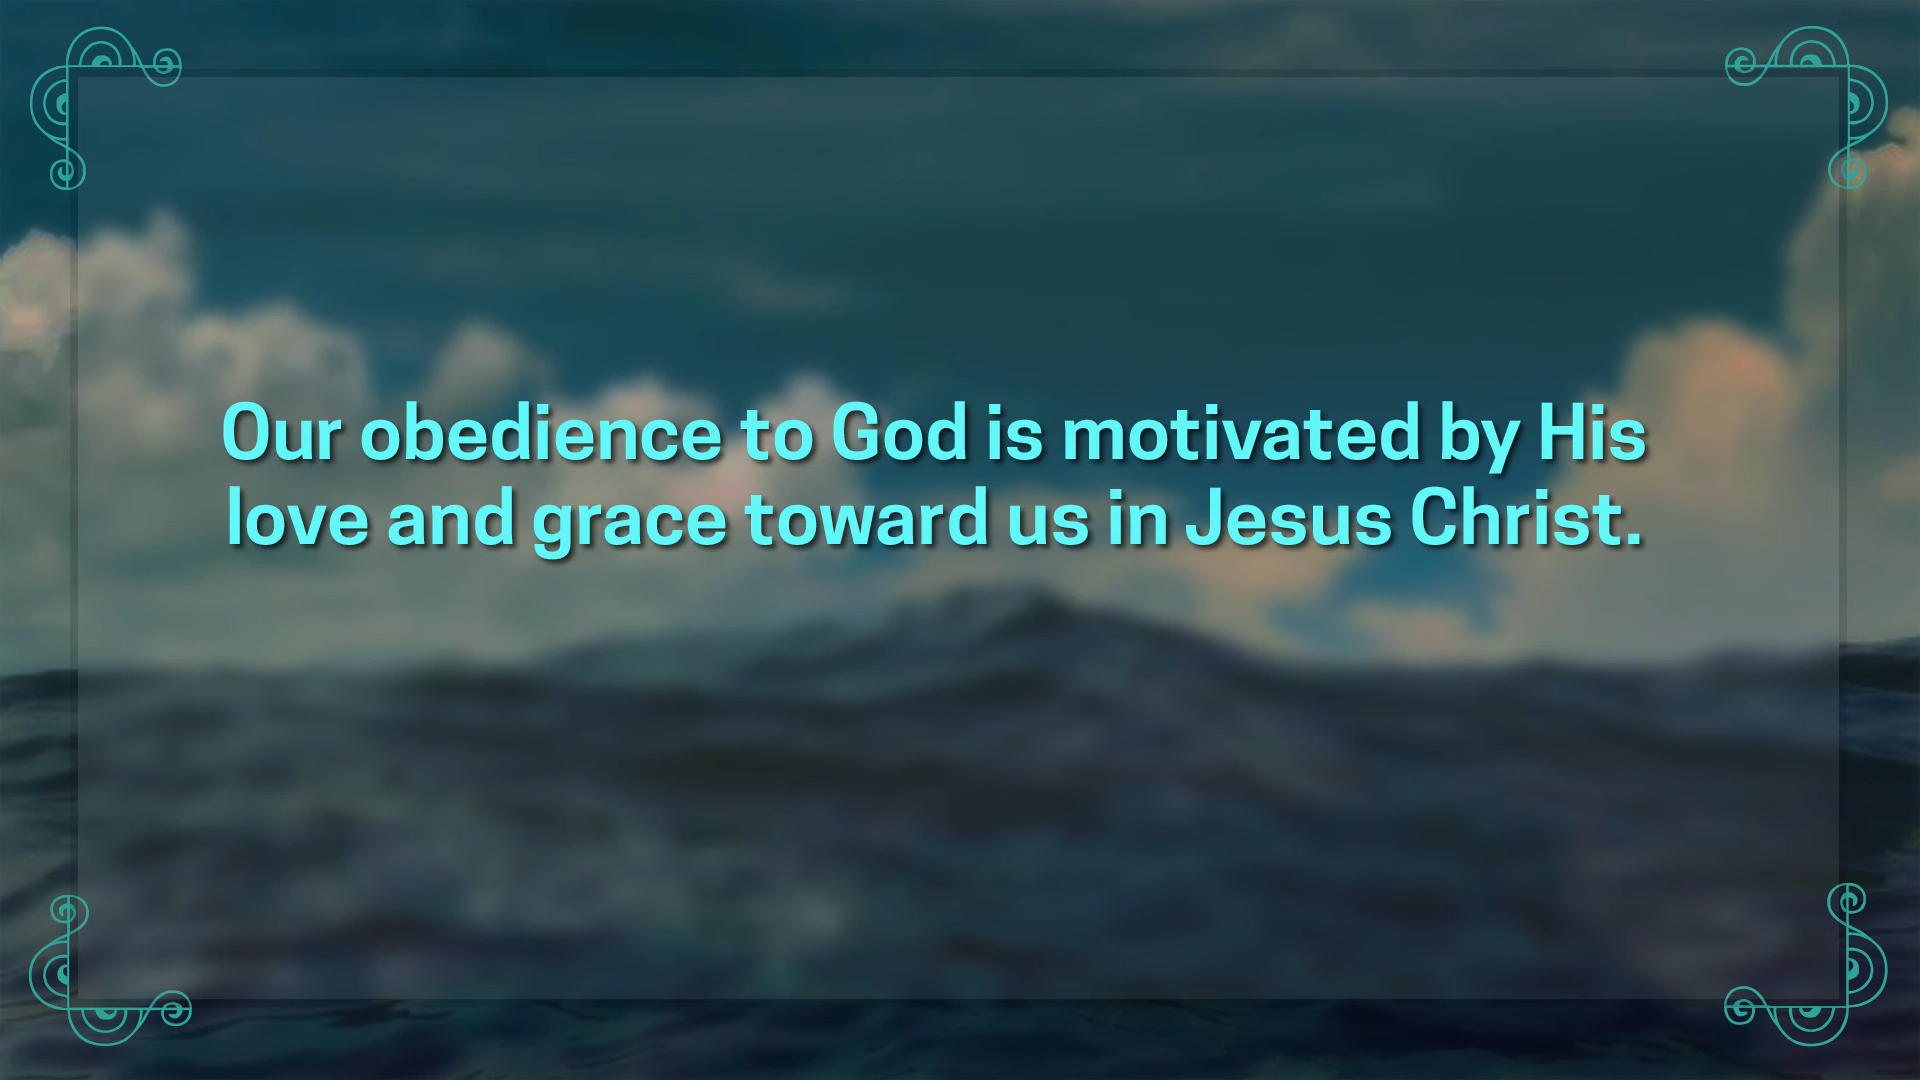 Our obedience to God is motivated by His
love and grace toward us in Jesus Christ.